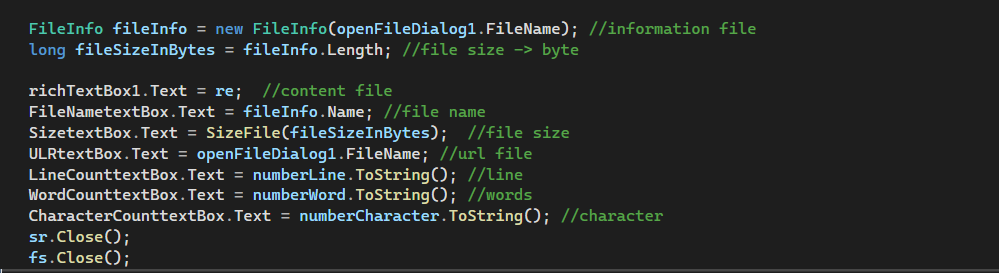 FileInfo fileInfo = new FileInfo(openFileDialog1.FileName); //information file
long fileSizeInBytes = fileInfo.Length; //file size -> byte
richTextBox1.Text = re;  //content file
FileNametextBox.Text = fileInfo.Name; //file name
SizetextBox.Text = SizeFile(fileSizeInBytes);  //file size
ULRtextBox.Text = openFileDialog1.FileName; //url file
LineCounttextBox.Text = numberLine.ToString(); //line
WordCounttextBox.Text = numberWord.ToString(); //words
CharacterCounttextBox.Text = numberCharacter.ToString(); //character
sr.Close();
fs.Close();